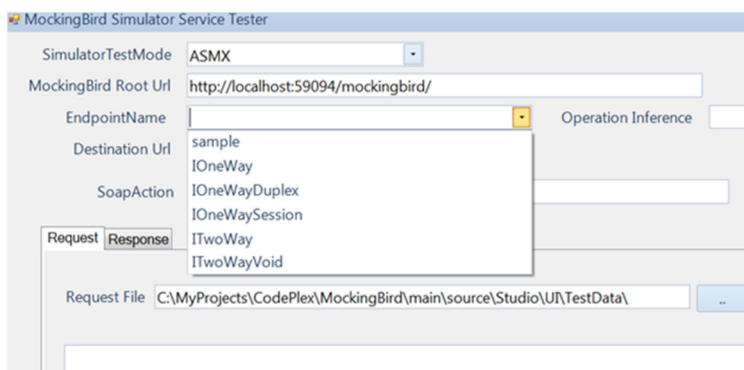 MockingBird Simulator Service Tester
SimulatorTestMode ASMX
MockingBird Root Url http://localhost:59094/mockingbird/
EndpointName Operation Inference
sample
Destination Url
IOneWay
IOneWayDuplex
SoapAction
IOneWaySession
Request Response ITwoWay
ITwoWayVoid
Request File C:\MyProjects\CodePlex\MockingBird\main\source\Studio\UI\TestData\ ..